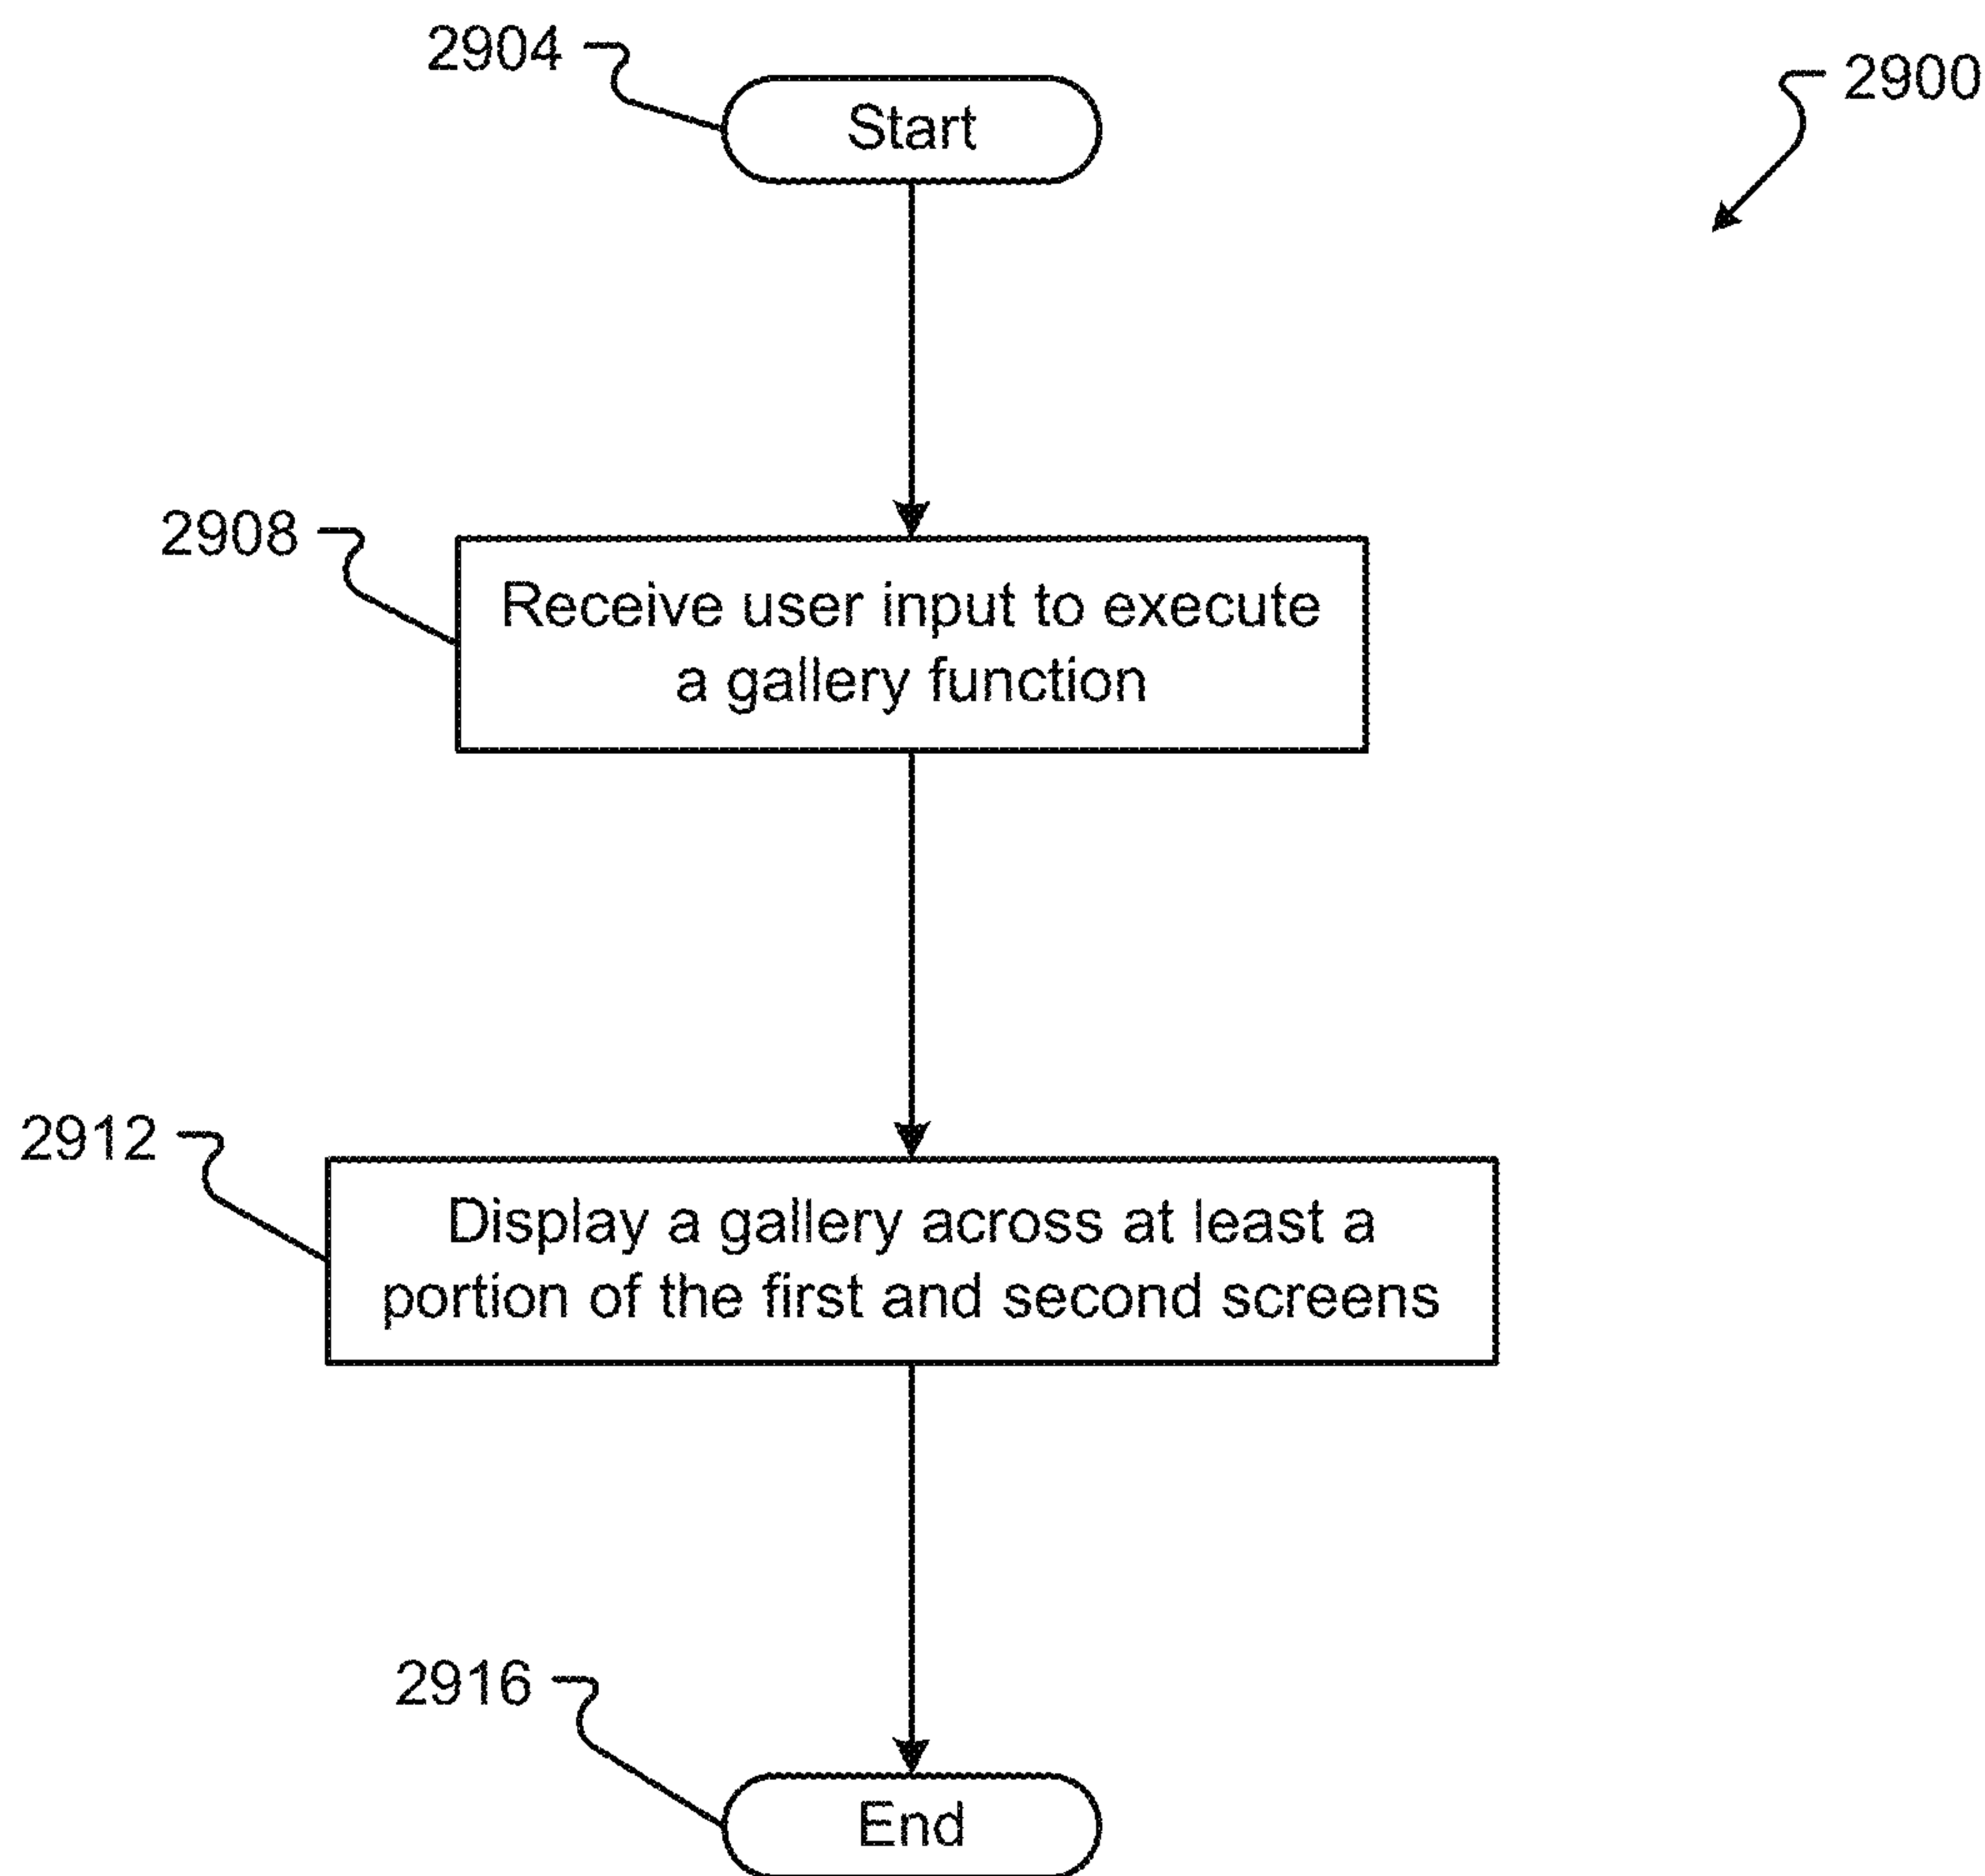 2904
2900
Start
2908
Receive user input to execute
a gallery function
2912
Display a gallery across at least a
portion of the first and second screens
2916
End